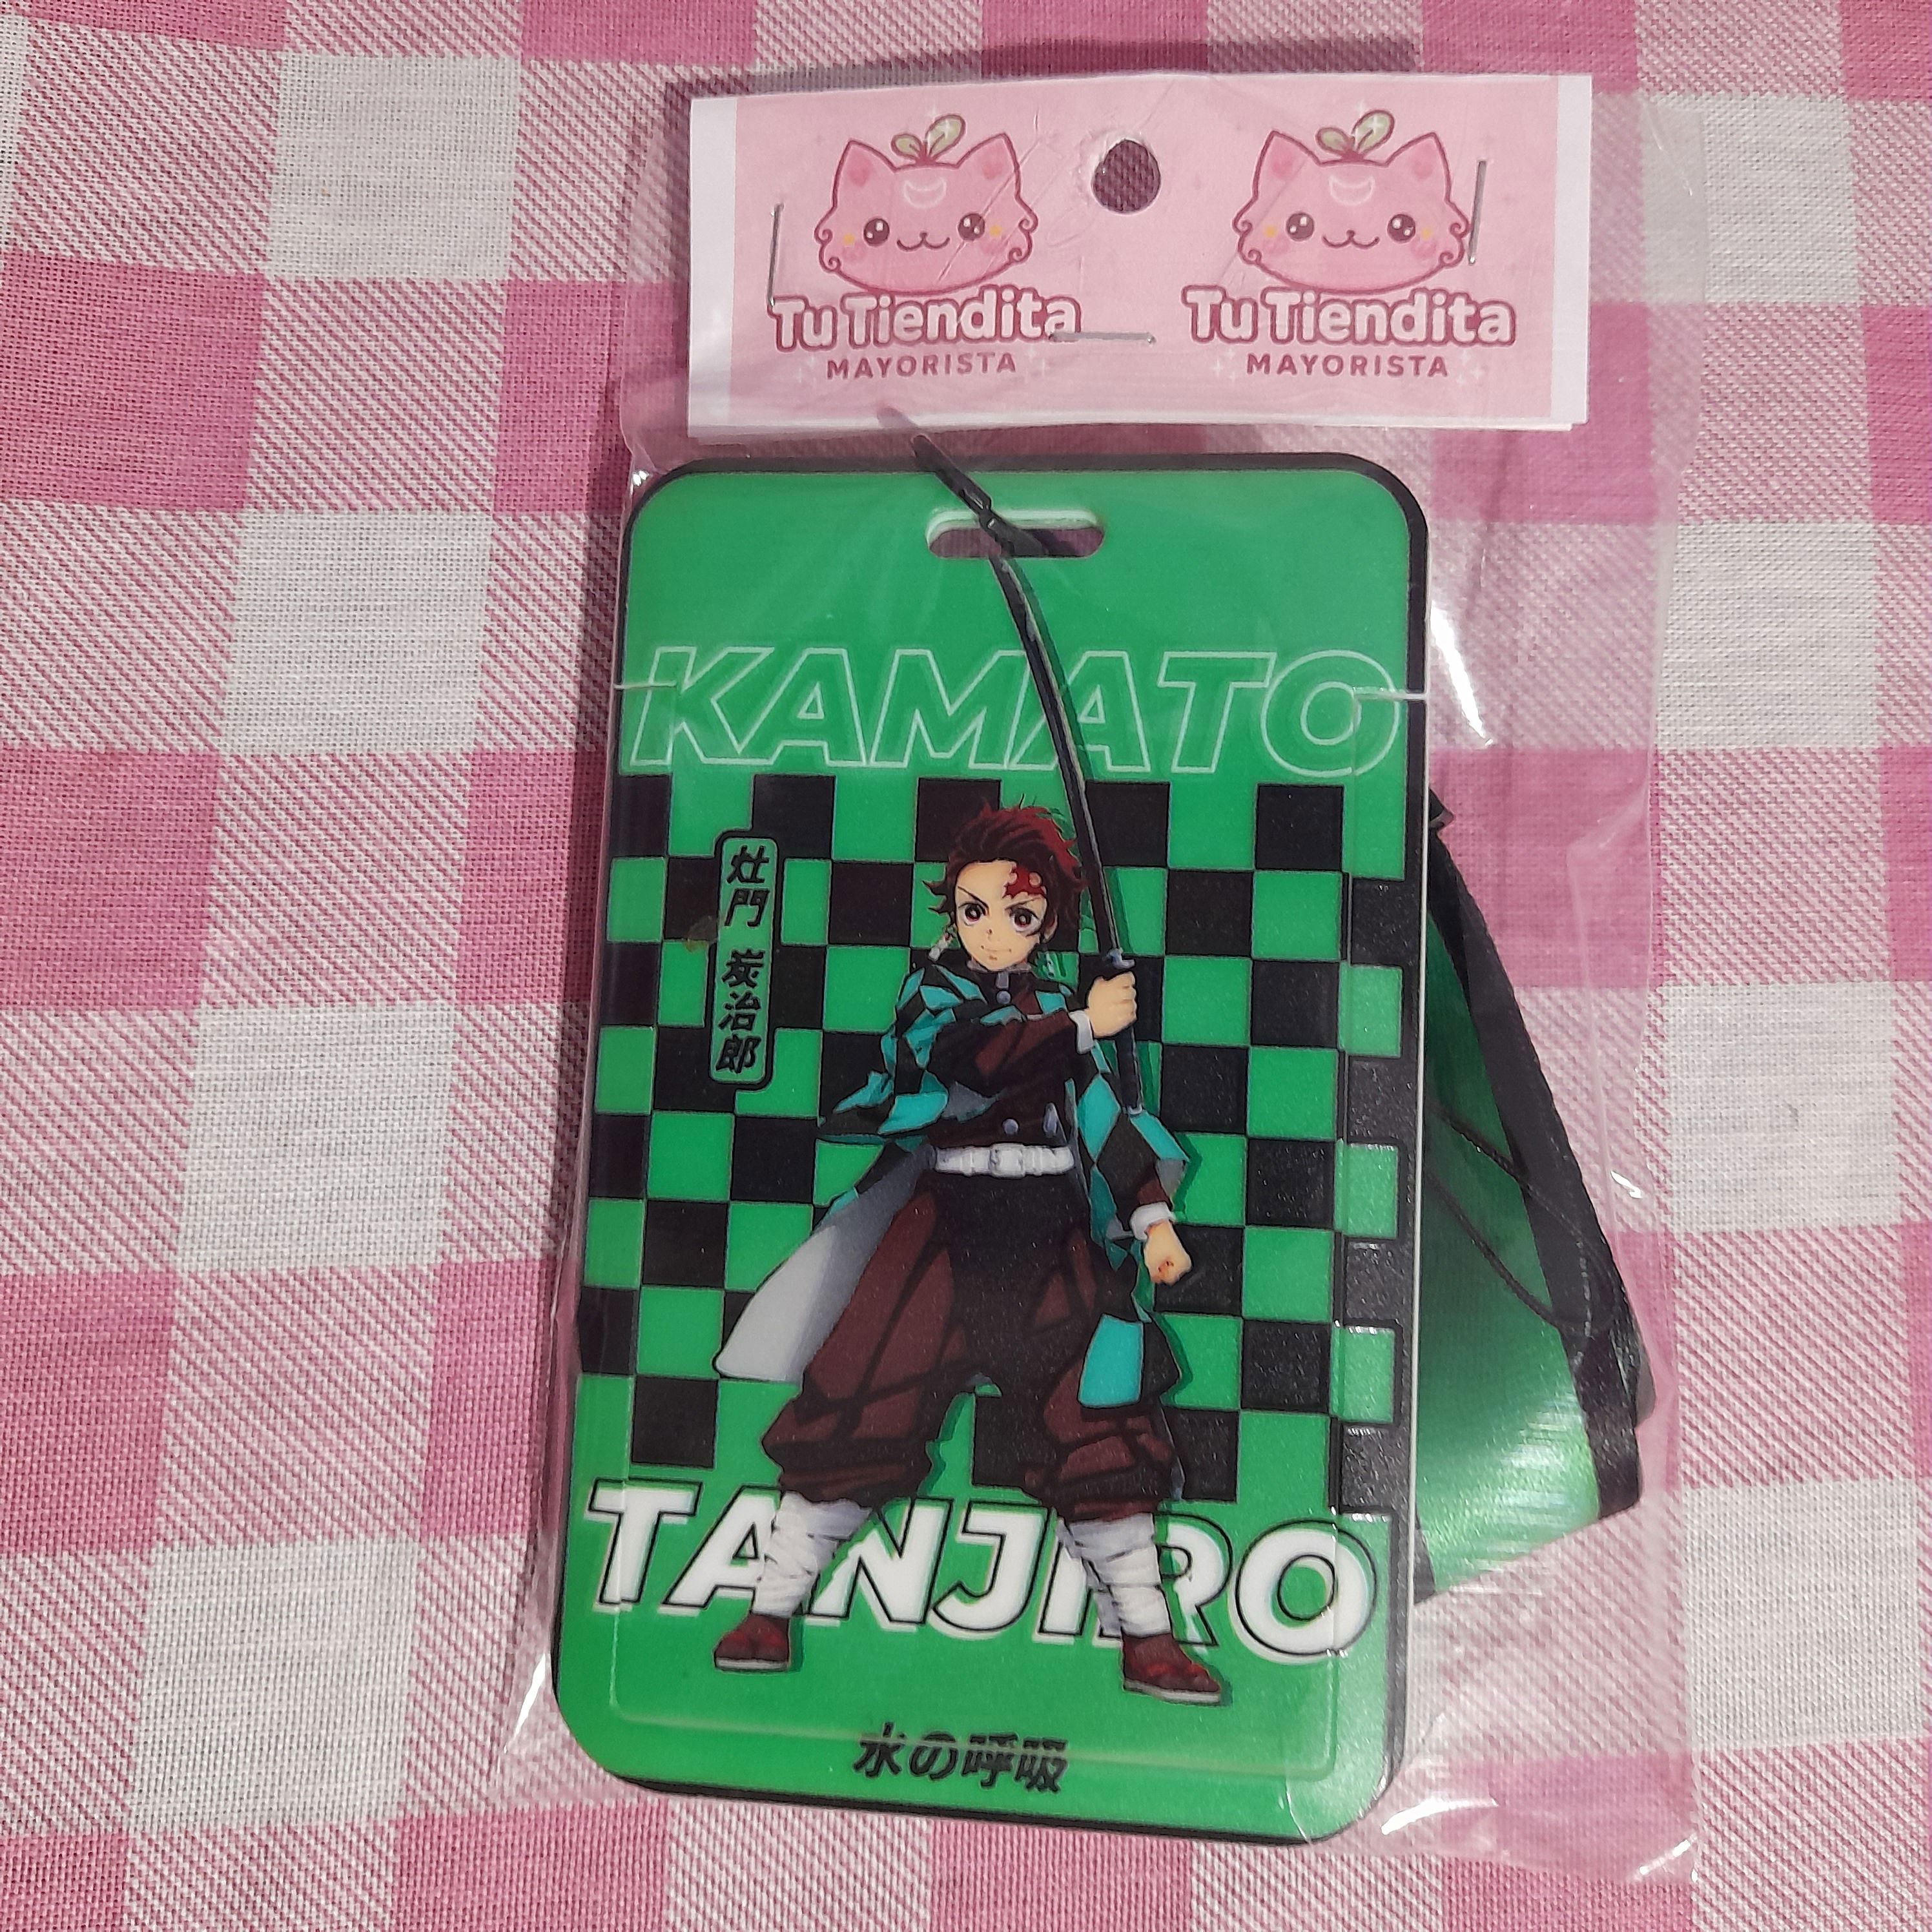 Tu Tiendita
MAYORISTA
Tu Tiendita
MAYORISTA
KAMATO
灶門 炭治郎
TANJIRO
水の呼吸